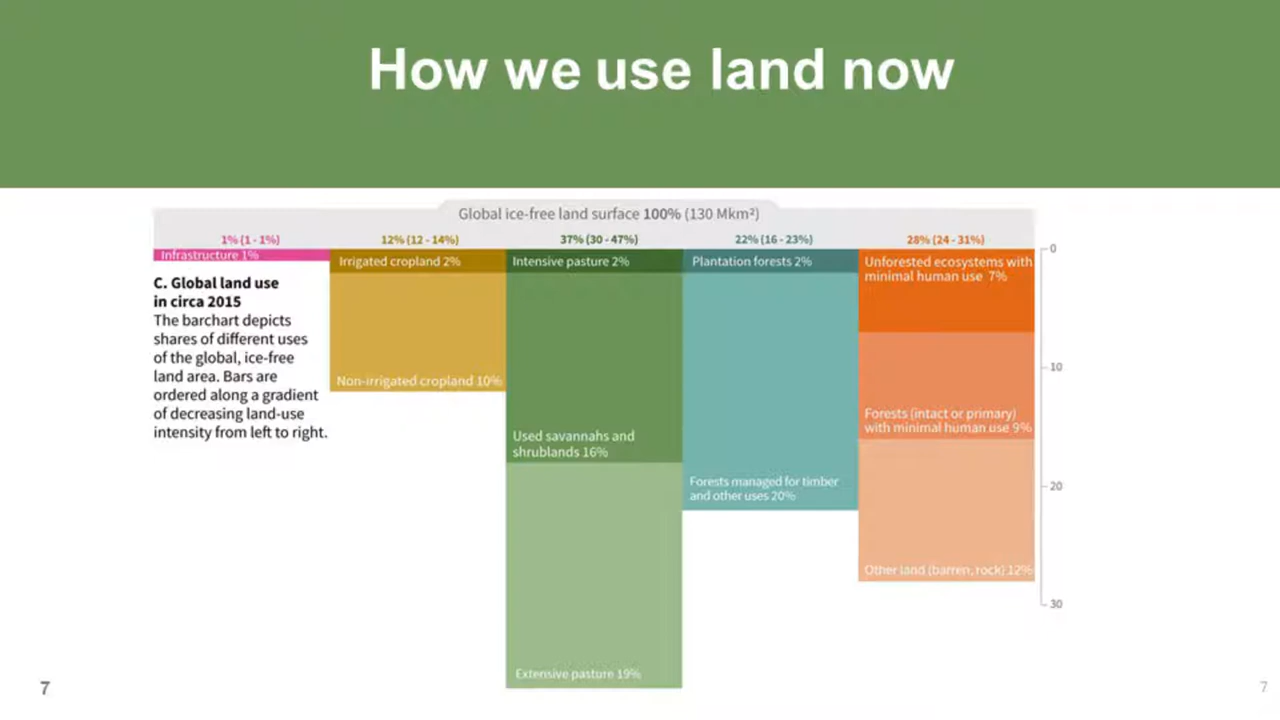 How we use land now
Global ice-free land surface 100% (130 Mkm²)
1% (1 - 1%)
12% (12 - 14%)
37% (30 - 47%)
22% (16 - 23%)
28% (24 - 31%)
Infrastructure 1%
C. Global land use
in circa 2015
The barchart depicts
shares of different uses
of the global, ice-free
land area. Bars are
ordered along a gradient
of decreasing land-use
intensity from left to right.
Irrigated cropland 2%
Non-irrigated cropland 10%
Intensive pasture 2%
Used savannahs and
shrublands 16%
Extensive pasture 19%
Plantation forests 2%
Forests managed for timber
and other uses 20%
Unforested ecosystems with
minimal human use 7%
Forests (intact or primary)
with minimal human use 9%
Other land (barren, rock) 12%
0
10
20
30
7
7